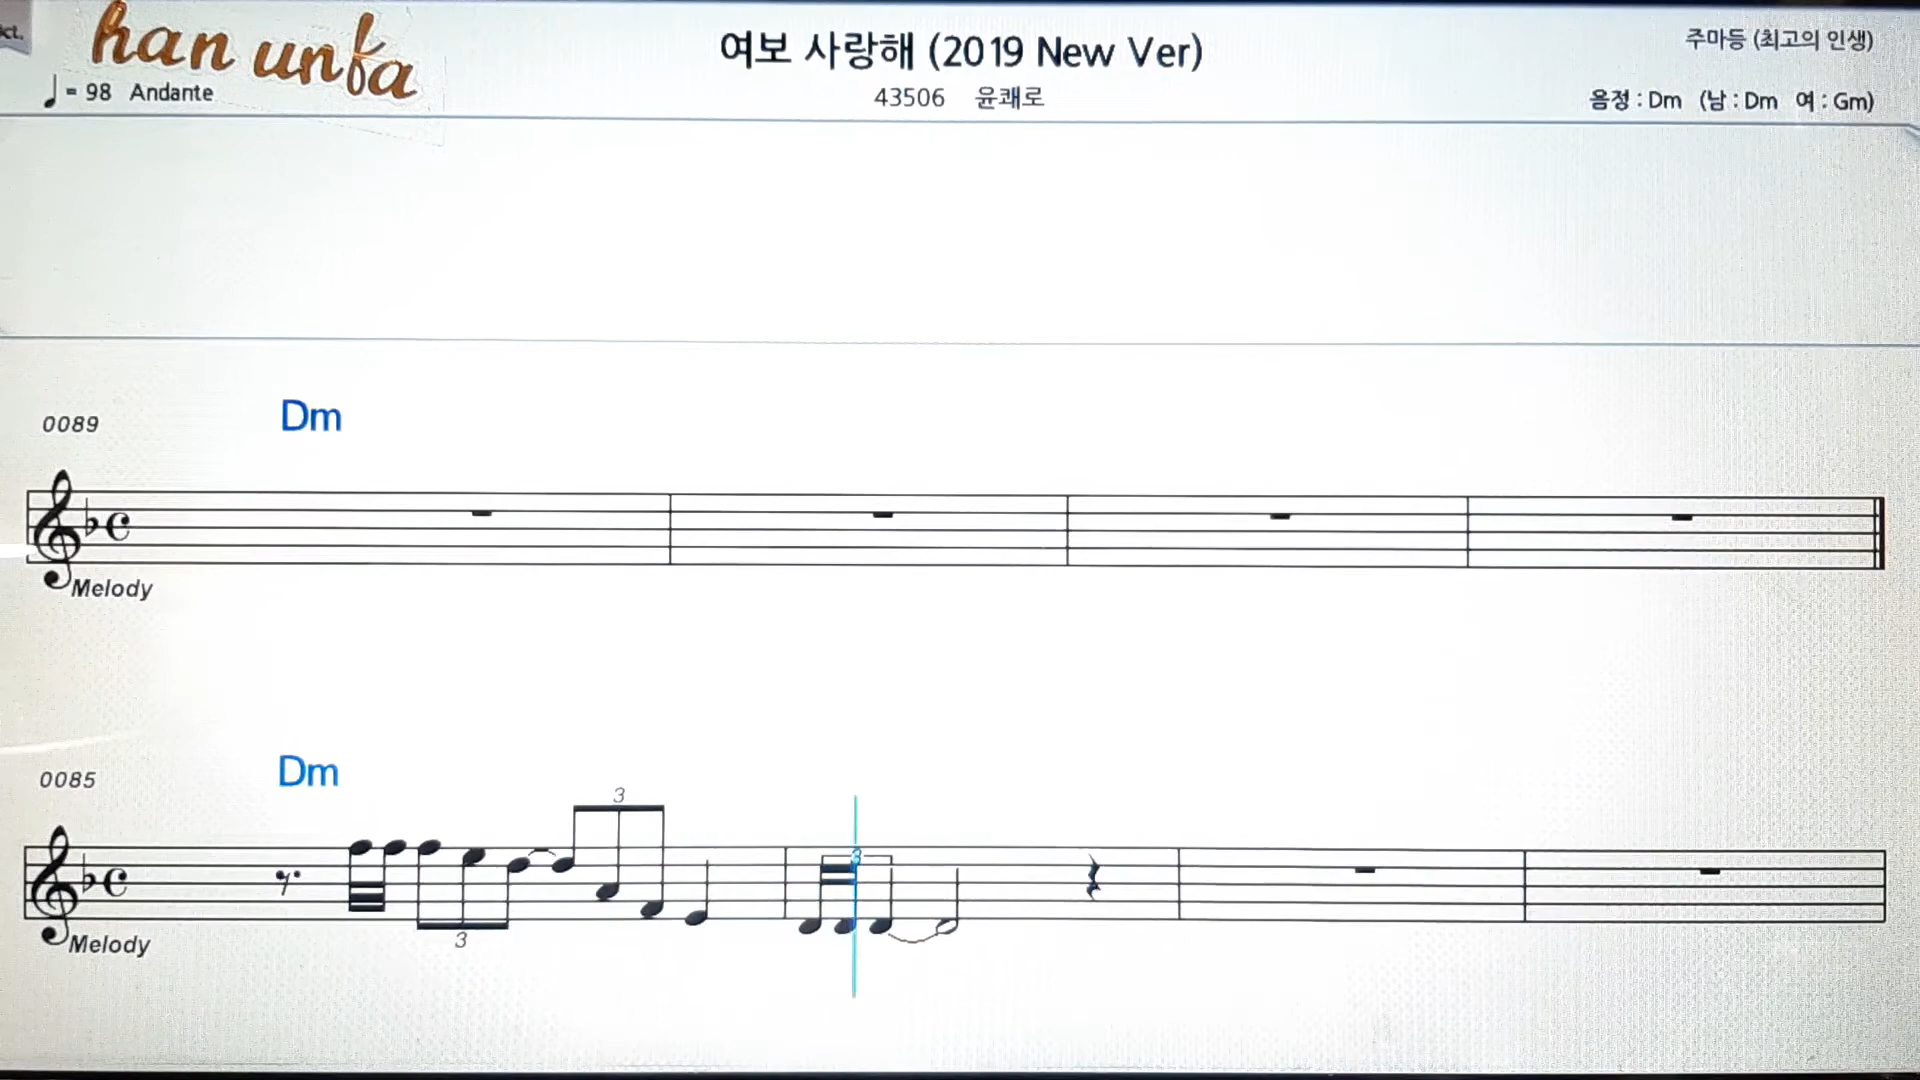 ct.
han unfa
여보 사랑해 (2019 New Ver)
주마등 (최고의 인생)
= 98 Andante
43506 윤쾌로
음정 : Dm (남 : Dm 여 : Gm)
0089
Dm
Melody
0085
Dm
3
3
3
Melody